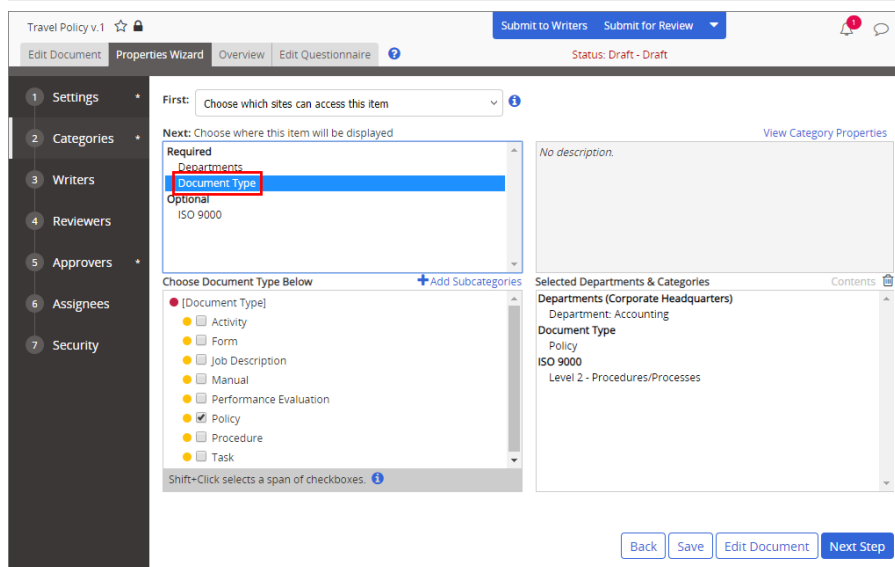 Travel Policy v.1
Submit to Writers Submit for Review
1
Edit Document Properties Wizard Overview Edit Questionnaire ?
Status: Draft - Draft
1 Settings *
2 Categories *
3 Writers
4 Reviewers
5 Approvers *
6 Assignees
7 Security
First: Choose which sites can access this item
Next: Choose where this item will be displayed
View Category Properties
Required
Departments
Document Type
Optional
ISO 9000
No description.
Choose Document Type Below
+Add Subcategories
[Document Type]
Activity
Form
Job Description
Manual
Performance Evaluation
Policy
Procedure
Task
Shift+Click selects a span of checkboxes.
Selected Departments & Categories
Contents
Departments (Corporate Headquarters)
Department: Accounting
Document Type
Policy
ISO 9000
Level 2 - Procedures/Processes
Back Save Edit Document Next Step